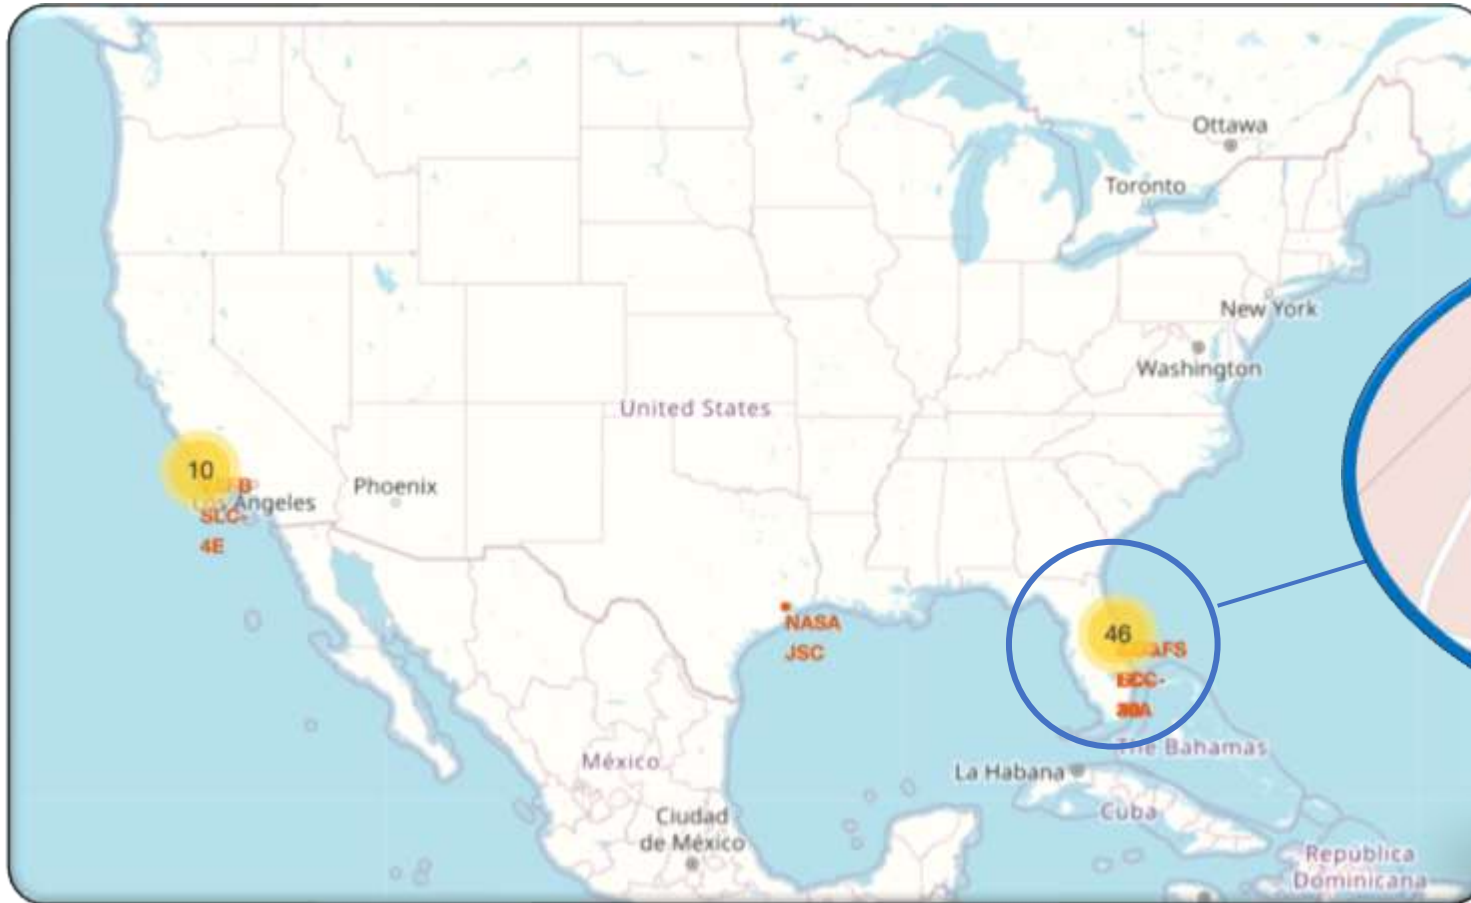 Ottawa
Toronto
New York
Washington
United States
10
Los Angeles
SLC-
4E
Phoenix
NASA
JSC
46
The Bahamas
La Habana
Cuba
México
Ciudad
de México
República
Dominicana